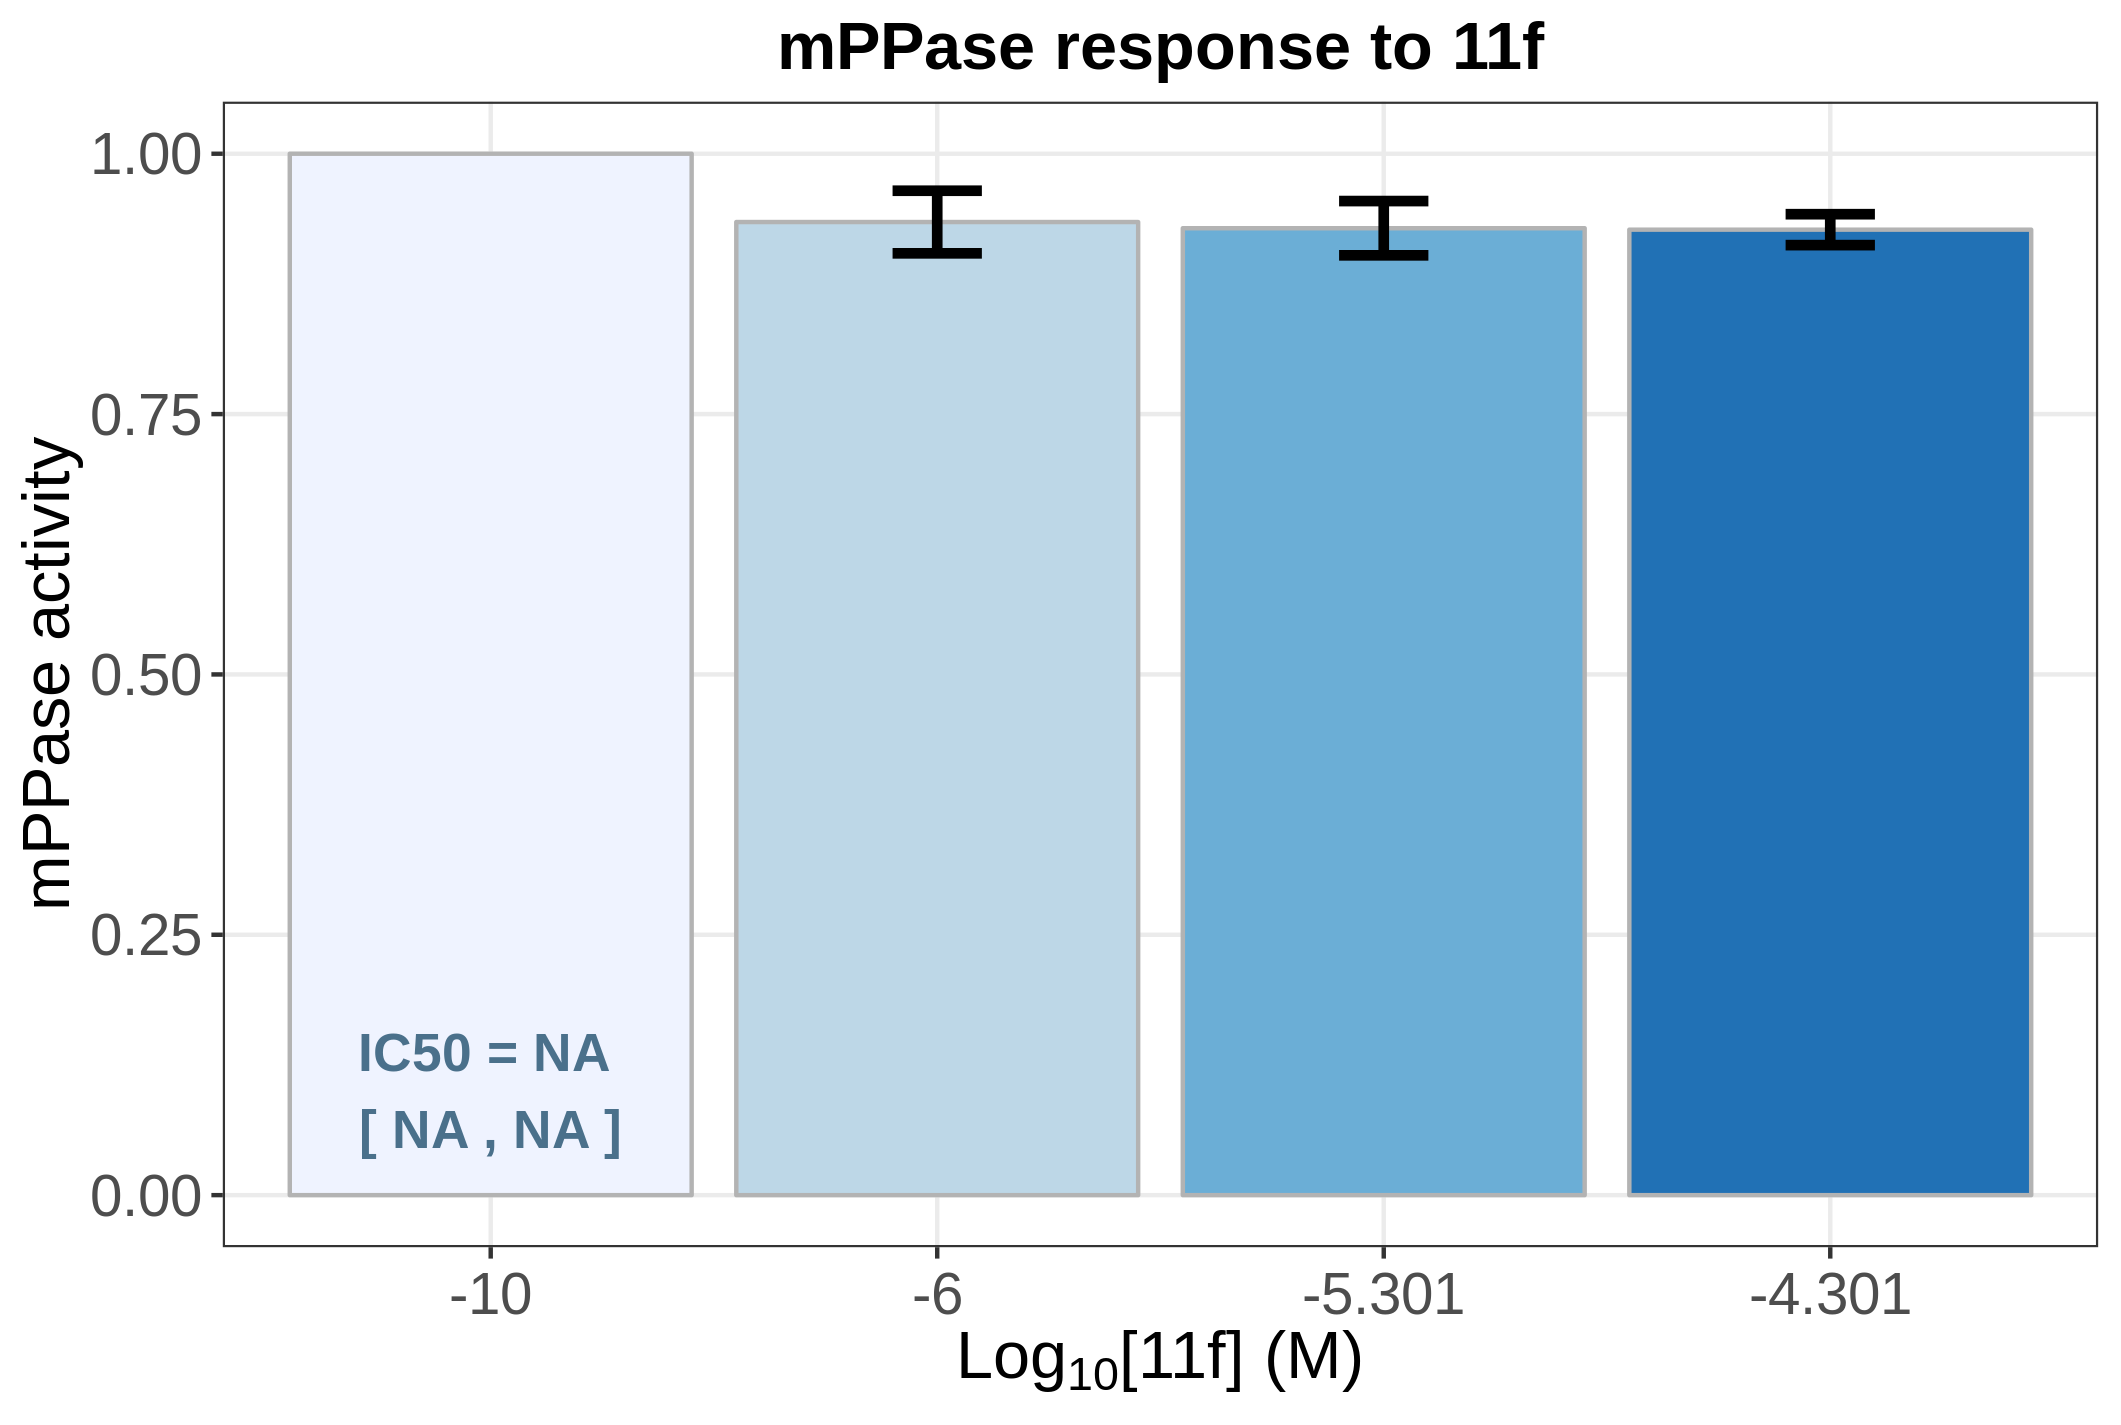 mPPase response to 11f
mPPase activity
1.00
0.75
0.50
0.25
0.00
IC50 = NA
[ NA , NA ]
-10
-6
-5.301
-4.301
Log₁₀[11f] (M)